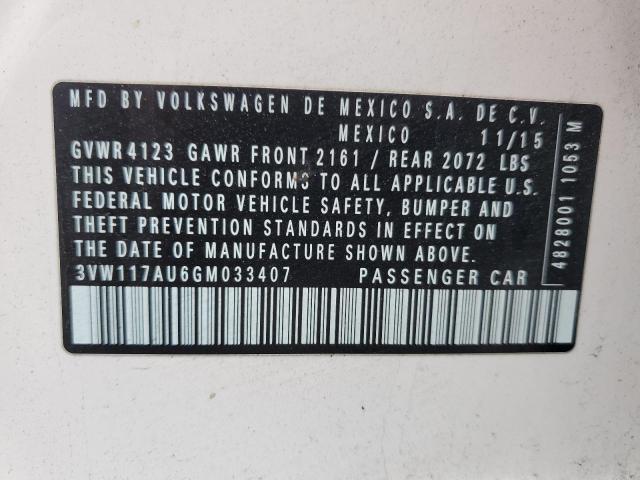 MFD BY VOLKSWAGEN DE MEXICO S.A. DE C.V.
MEXICO 11/15
GVWR 4123 GAWR FRONT 2161 / REAR 2072 LBS
THIS VEHICLE CONFORMS TO ALL APPLICABLE U.S.
FEDERAL MOTOR VEHICLE SAFETY, BUMPER AND
THEFT PREVENTION STANDARDS IN EFFECT ON
THE DATE OF MANUFACTURE SHOWN ABOVE.
3VW117AU6GM033407 PASSENGER CAR
4828001 1053 M